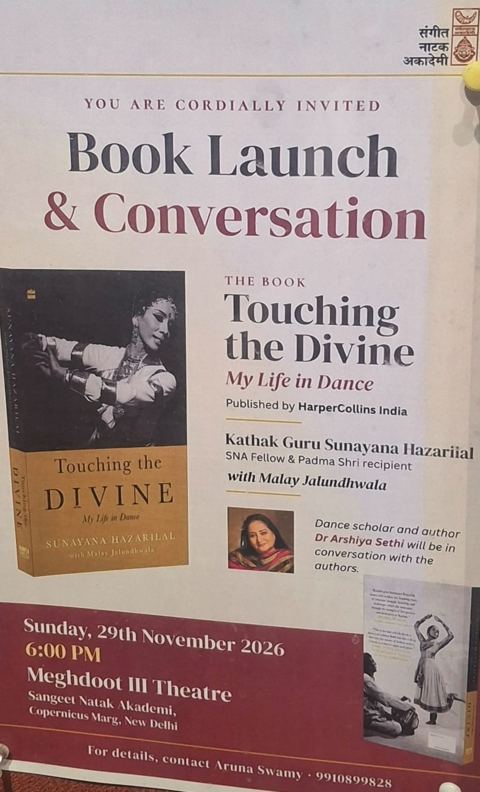 संगीत
नाटक
अकादेमी
YOU ARE CORDIALLY INVITED
Book Launch
& Conversation
THE BOOK
Touching
the Divine
My Life in Dance
Published by HarperCollins India
Kathak Guru Sunayana Hazarilal
SNA Fellow & Padma Shri recipient
with Malay Jalundhwala
Touching the
DIVINE
My Life in Dance
SUNAYANA HAZARILAL
with Malay Jalundhwala
Dance scholar and author
Dr Arshiya Sethi will be in
conversation with the
authors.
Sunday, 29th November 2026
6:00 PM
Meghdoot III Theatre
Sangeet Natak Akademi,
Copernicus Marg, New Delhi
For details, contact Aruna Swamy · 9910899828